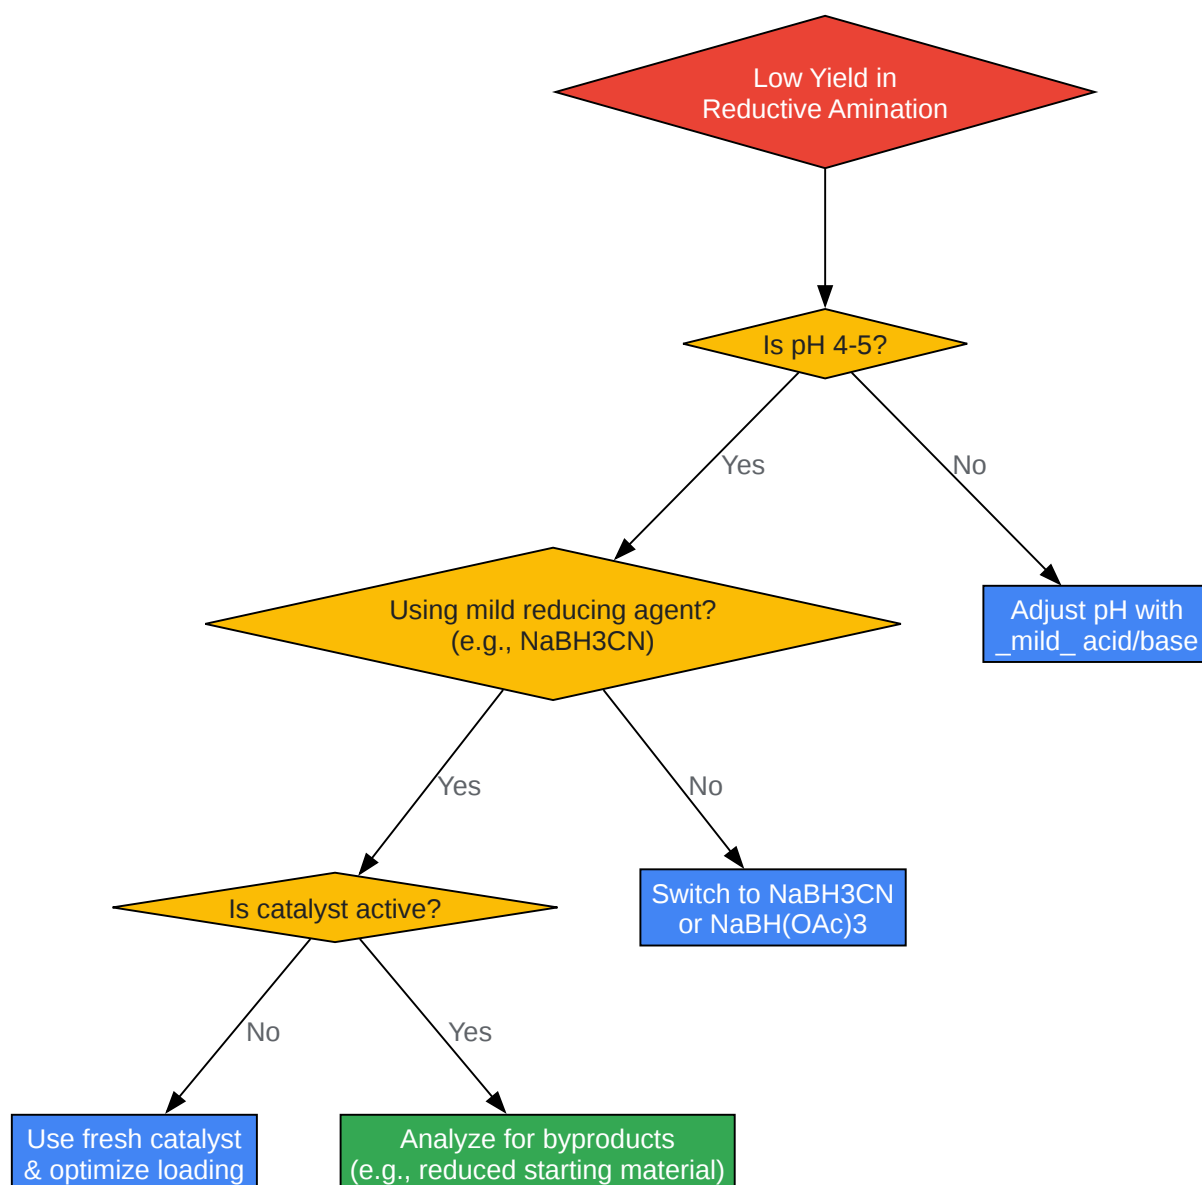 Low Yield in
Reductive Amination
Is pH 4-5?
Yes
No
Using mild reducing agent?
(e.g., NaBH3CN)
Adjust pH with
_mild_ acid/base
Yes
No
Is catalyst active?
Switch to NaBH3CN
or NaBH(OAc)3
No
Yes
Use fresh catalyst
& optimize loading
Analyze for byproducts
(e.g., reduced starting material)